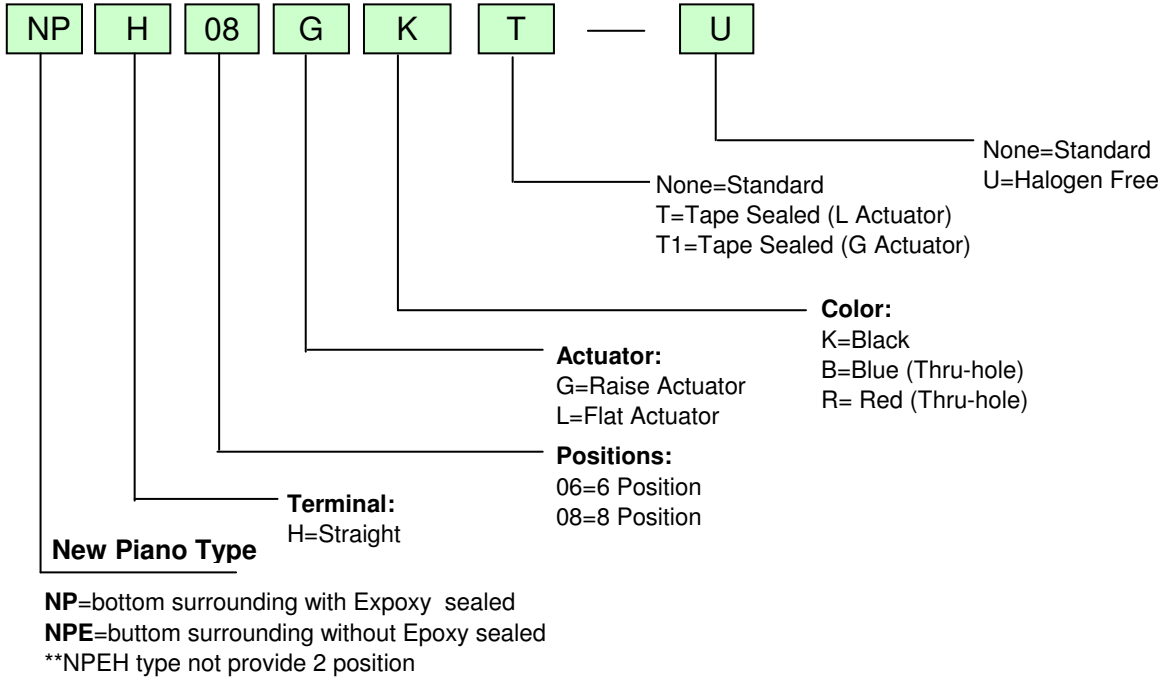 NP H 08 G K T — U
None=Standard
U=Halogen Free
None=Standard
T=Tape Sealed (L Actuator)
T1=Tape Sealed (G Actuator)
Color:
K=Black
B=Blue (Thru-hole)
R= Red (Thru-hole)
Actuator:
G=Raise Actuator
L=Flat Actuator
Positions:
06=6 Position
08=8 Position
Terminal:
H=Straight
New Piano Type
NP=bottom surrounding with Expoxy sealed
NPE=buttom surrounding without Epoxy sealed
**NPEH type not provide 2 position